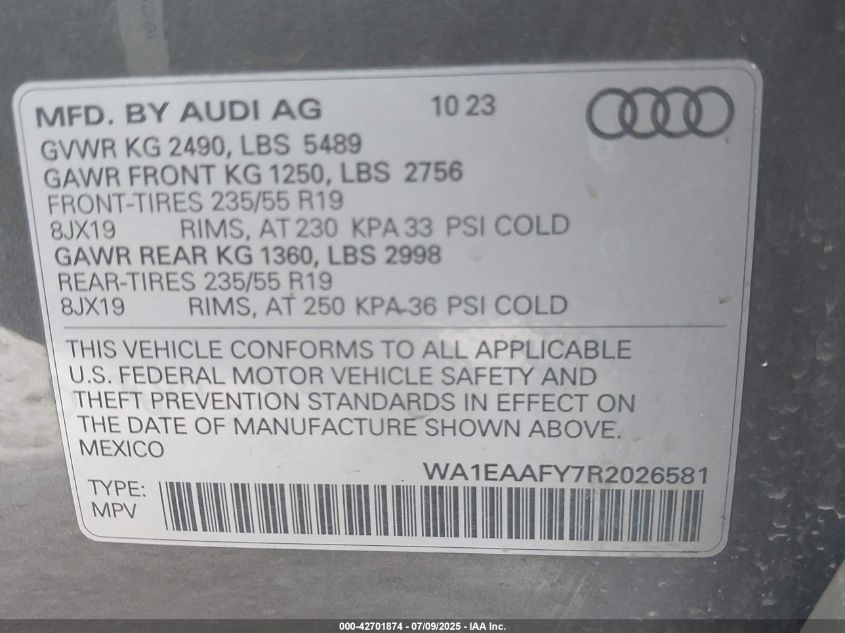 MFD. BY AUDI AG 10 23
GVWR KG 2490, LBS 5489
GAWR FRONT KG 1250, LBS 2756
FRONT-TIRES 235/55 R19
8JX19 RIMS, AT 230 KPA 33 PSI COLD
GAWR REAR KG 1360, LBS 2998
REAR-TIRES 235/55 R19
8JX19 RIMS, AT 250 KPA 36 PSI COLD
THIS VEHICLE CONFORMS TO ALL APPLICABLE
U.S. FEDERAL MOTOR VEHICLE SAFETY AND
THEFT PREVENTION STANDARDS IN EFFECT ON
THE DATE OF MANUFACTURE SHOWN ABOVE.
MEXICO
WA1EAAFY7R2026581
TYPE:
MPV
000-42701874 - 07/09/2025 - IAA Inc.